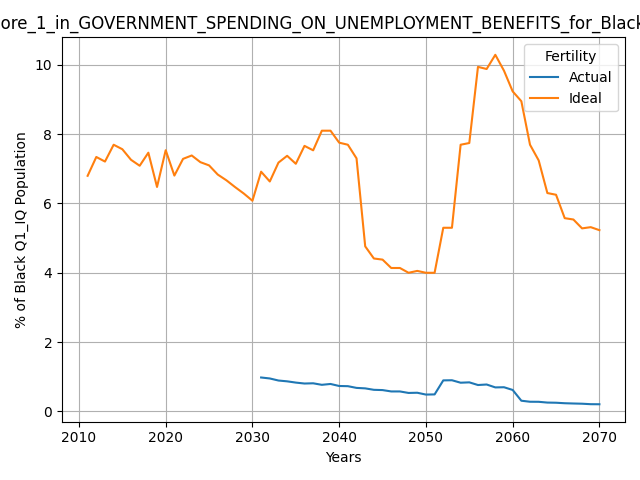 ore_1_in_GOVERNMENT_SPENDING_ON_UNEMPLOYMENT_BENEFITS_for_Black
Fertility
Actual
Ideal
% of Black Q1_IQ Population
10
8
6
4
2
0
2010 2020 2030 2040 2050 2060 2070
Years